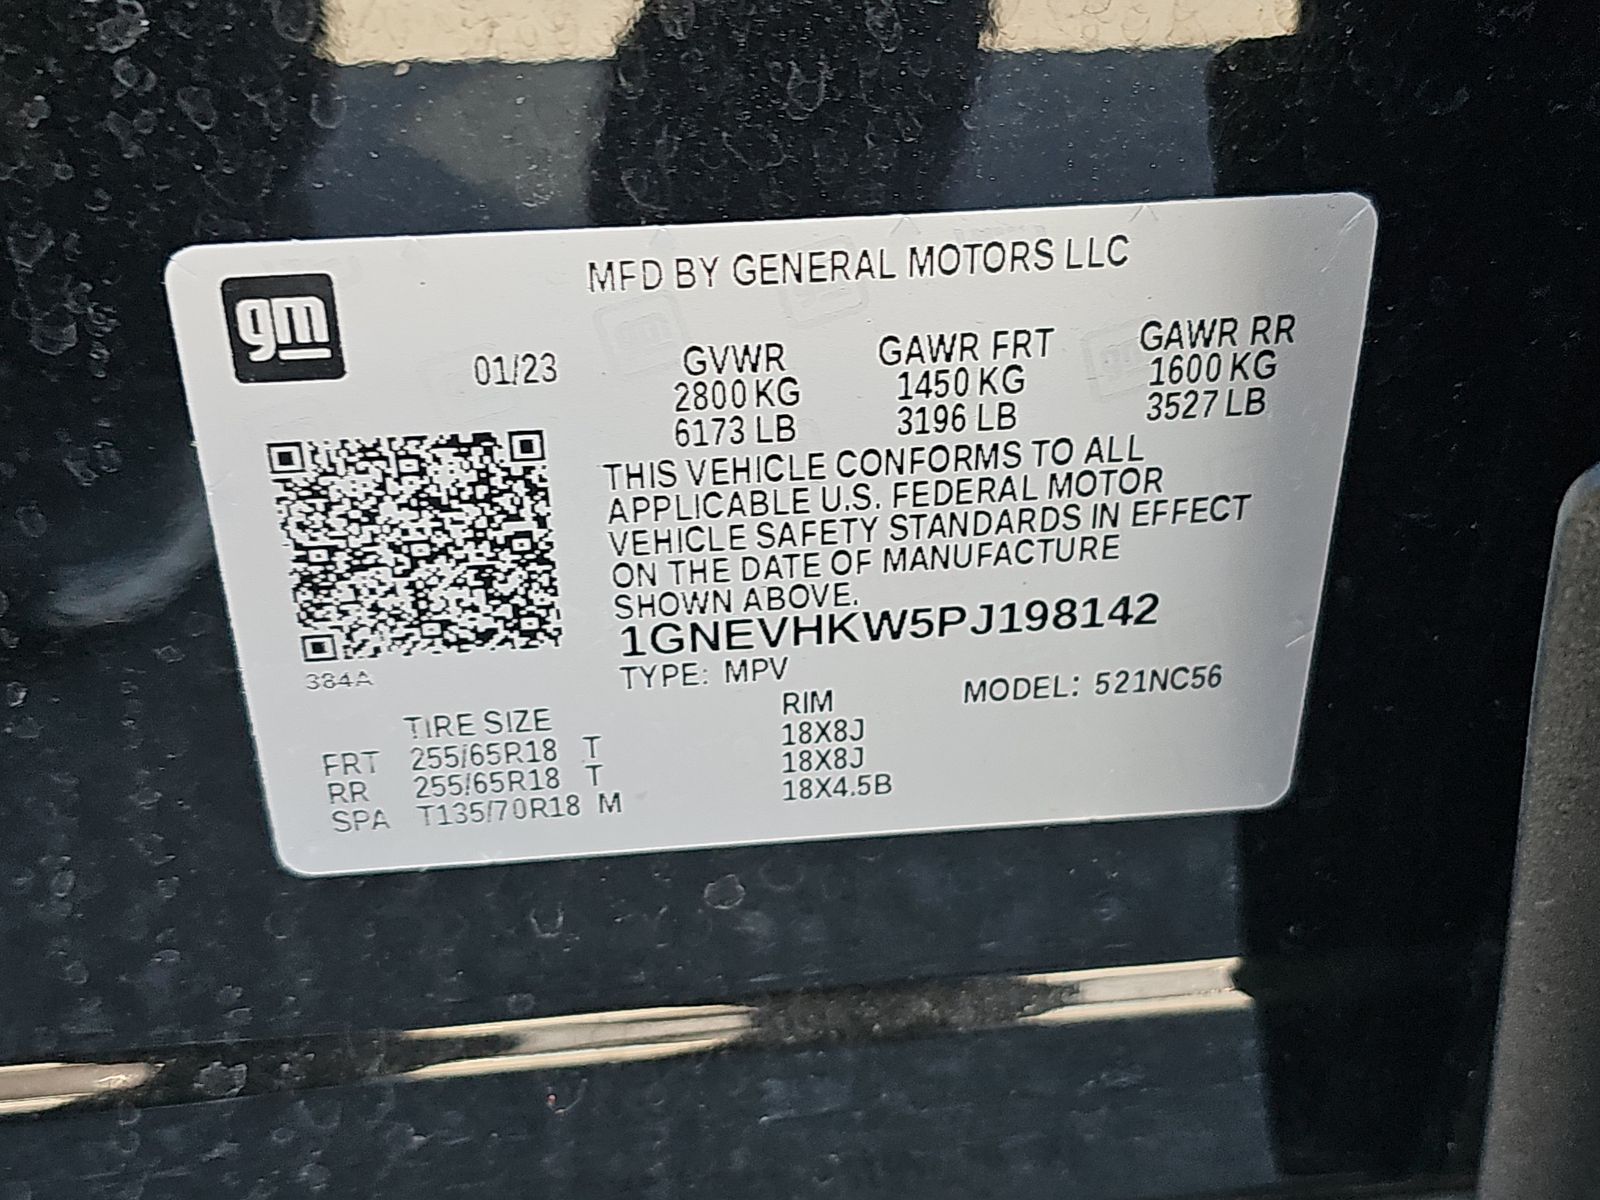 MFD BY GENERAL MOTORS LLC
gm
01/23
GVWR GAWR FRT GAWR RR
2800 KG 1450 KG 1600 KG
6173 LB 3196 LB 3527 LB
THIS VEHICLE CONFORMS TO ALL
APPLICABLE U.S. FEDERAL MOTOR
VEHICLE SAFETY STANDARDS IN EFFECT
ON THE DATE OF MANUFACTURE
SHOWN ABOVE.
1GNEVHKW5PJ198142
384A
TYPE: MPV MODEL: 521NC56
TIRE SIZE RIM
FRT 255/65R18 T 18X8J
RR 255/65R18 T 18X8J
SPA T135/70R18 M 18X4.5B